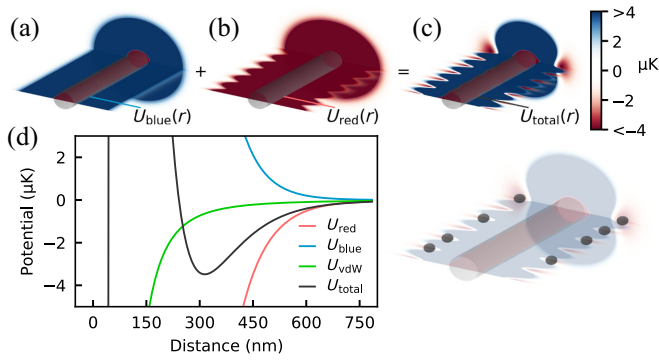 (a)
(b)
(c)
+
=
U_blue(r)
U_red(r)
U_total(r)
>4
2
0
−2
<−4
μK
(d)
Potential (μK)
2
0
−2
−4
U_red
U_blue
U_vdW
U_total
0 150 300 450 600 750
Distance (nm)